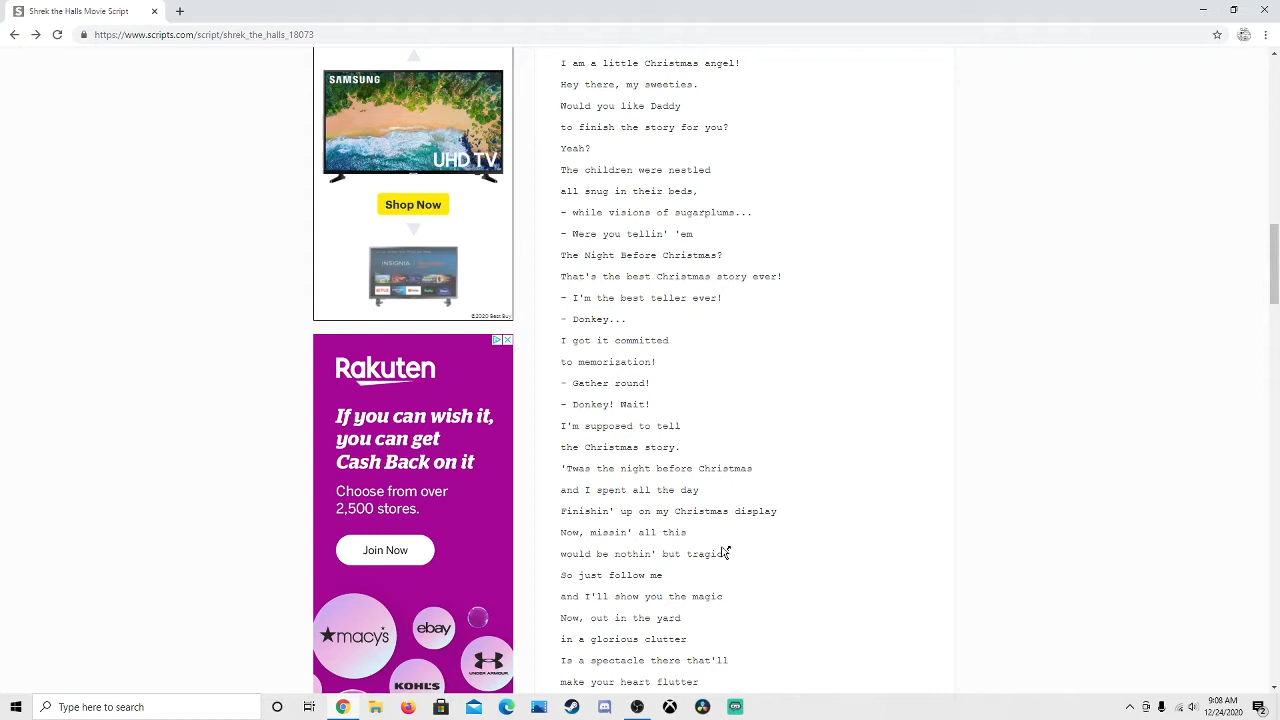 Shrek the Halls Movie Script
https://www.scripts.com/script/shrek_the_halls_18073
SAMSUNG
UHD TV
Shop Now
INSIGNIA
©2020 Best Buy
Rakuten
If you can wish it,
you can get
Cash Back on it
Choose from over
2,500 stores.
Join Now
★macy's
ebay
UNDER ARMOUR
KOHL'S
I am a little Christmas angel!
Hey there, my sweeties.
Would you like Daddy
to finish the story for you?
Yeah?
The children were nestled
all snug in their beds,
- while visions of sugarplums...
- Were you tellin' 'em
The Night Before Christmas?
That's the best Christmas story ever!
- I'm the best teller ever!
- Donkey...
I got it committed
to memorization!
- Gather round!
- Donkey! Wait!
I'm supposed to tell
the Christmas story.
'Twas the night before Christmas
and I spent all the day
Finishin' up on my Christmas display
Now, missin' all this
would be nothin' but tragic
So just follow me
and I'll show you the magic
Now, out in the yard
in a glorious clutter
Is a spectacle there that'll
make your heart flutter
Type here to search
9:08 AM
12/24/2020